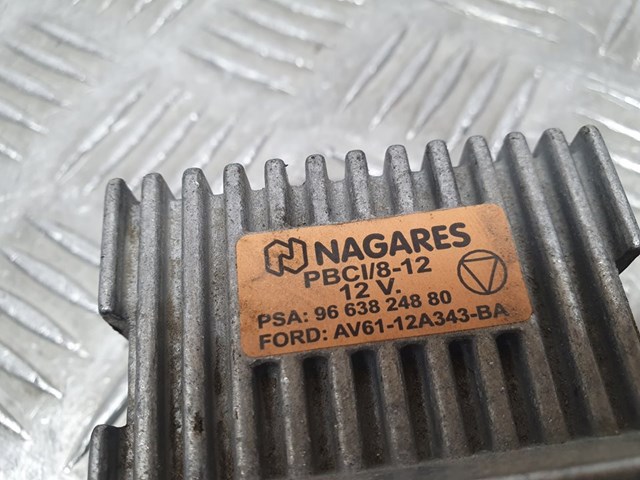 NAGARES
PBCI/8-12
12 V.
PSA: 96 638 248 80
FORD: AV61-12A343-BA